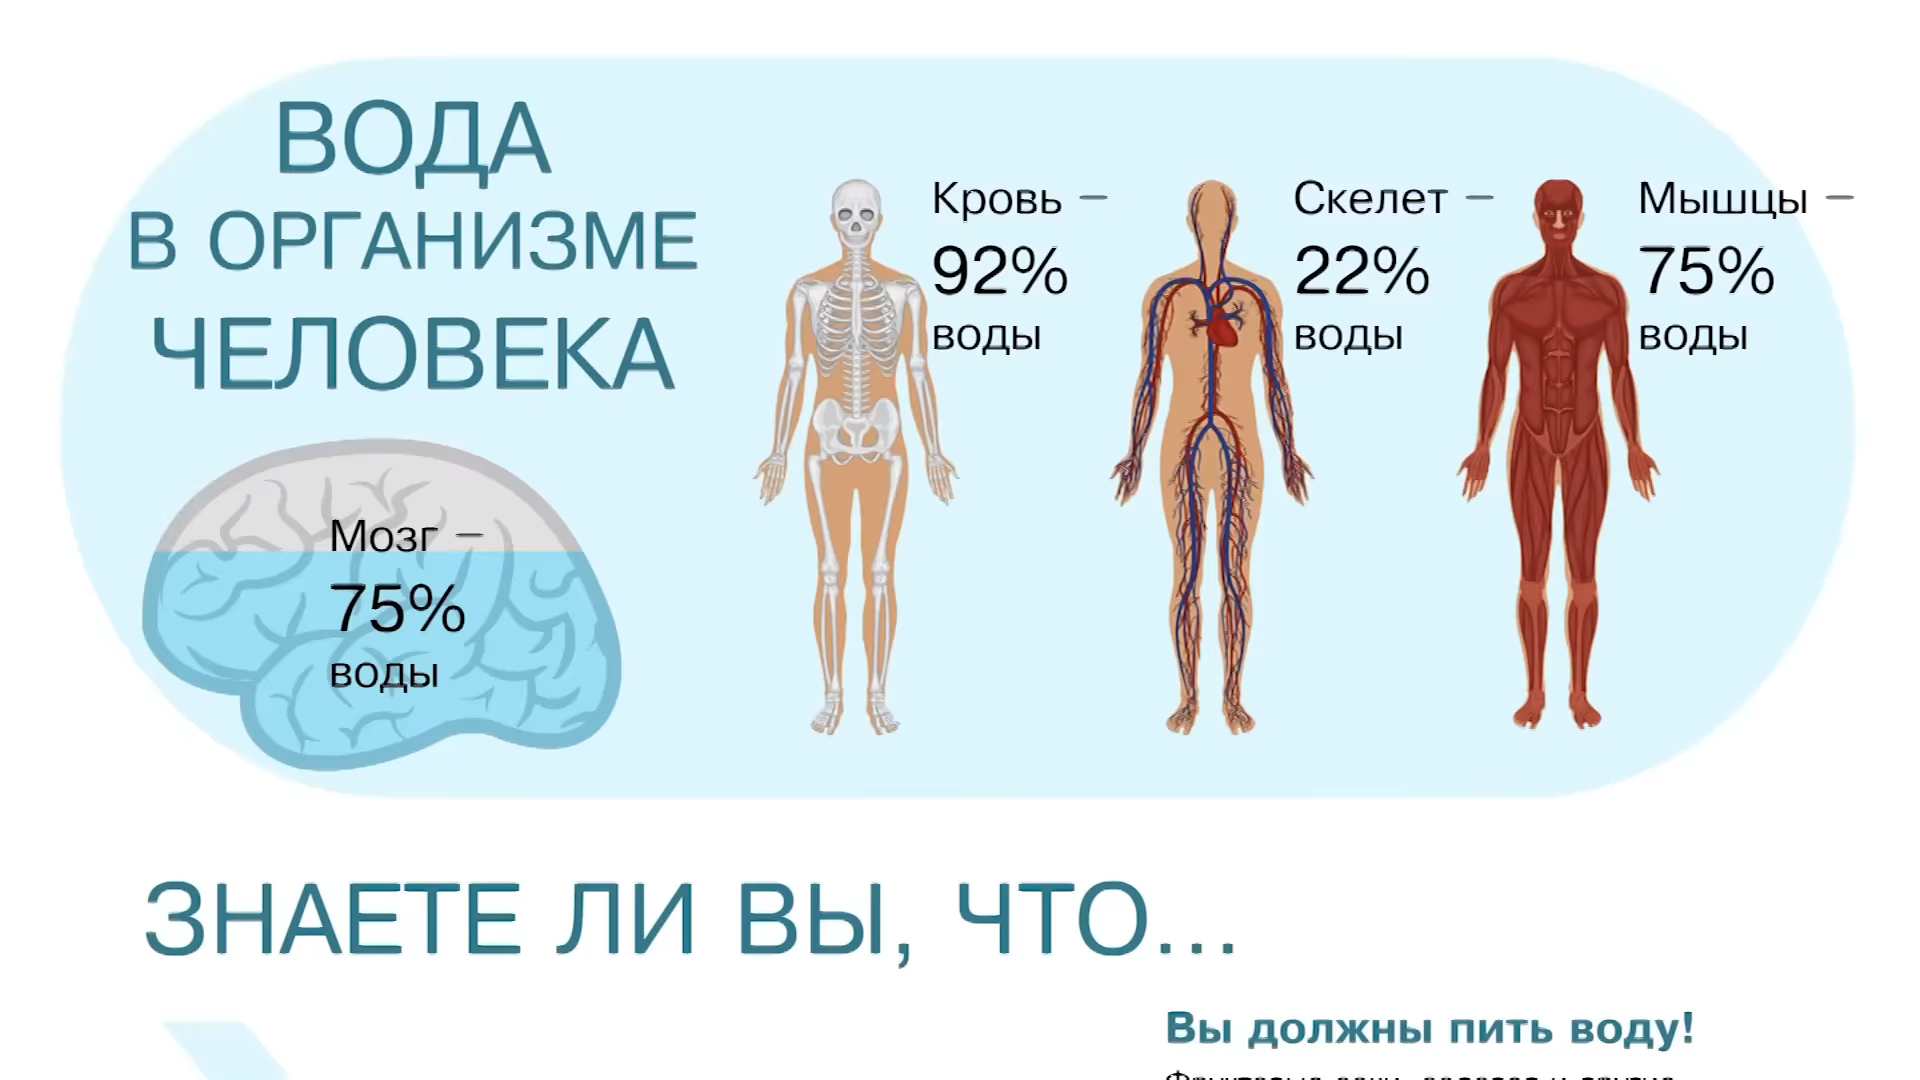 ВОДА
В ОРГАНИЗМЕ
ЧЕЛОВЕКА
Мозг –
75%
воды
Кровь –
92%
воды
Скелет –
22%
воды
Мышцы –
75%
воды
ЗНАЕТЕ ЛИ ВЫ, ЧТО...
Вы должны пить воду!